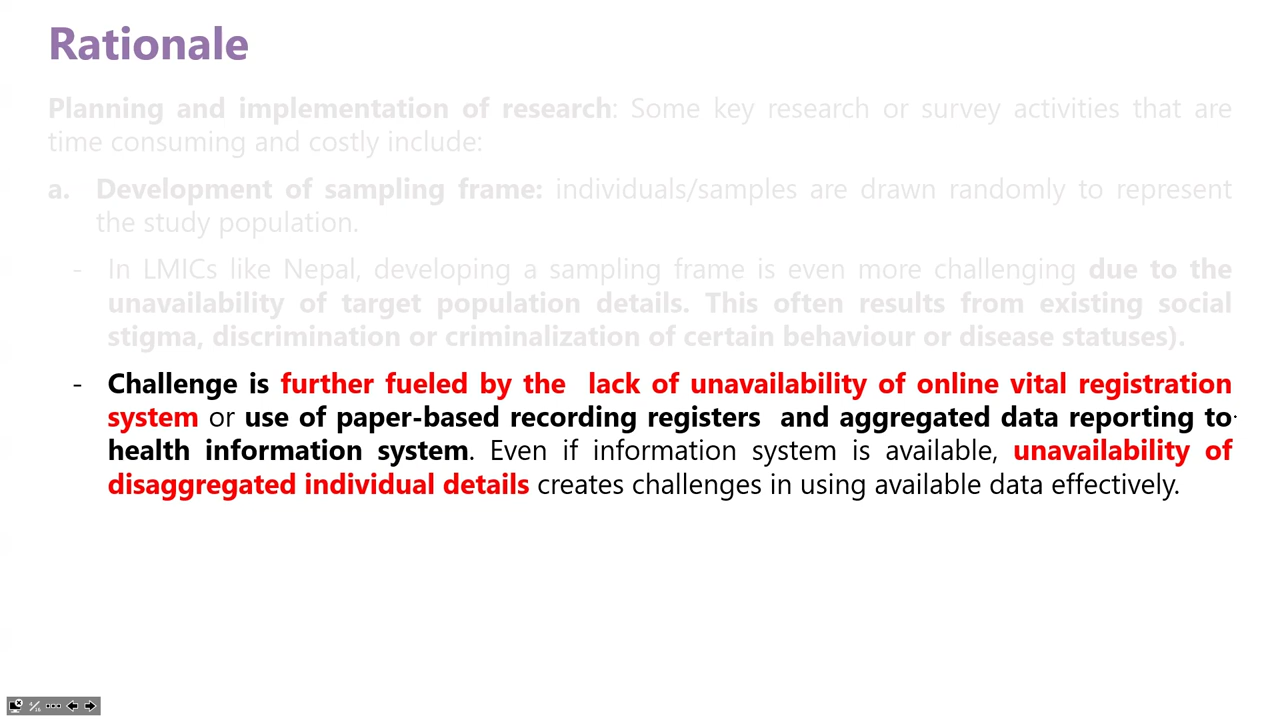 Rationale
Planning and implementation of research: Some key research or survey activities that are
time consuming and costly include:
a. Development of sampling frame: individuals/samples are drawn randomly to represent
the study population.
- In LMICs like Nepal, developing a sampling frame is even more challenging due to the
unavailability of target population details. This often results from existing social
stigma, discrimination or criminalization of certain behaviour or disease statuses).
- Challenge is further fueled by the lack of unavailability of online vital registration
system or use of paper-based recording registers and aggregated data reporting to
health information system. Even if information system is available, unavailability of
disaggregated individual details creates challenges in using available data effectively.